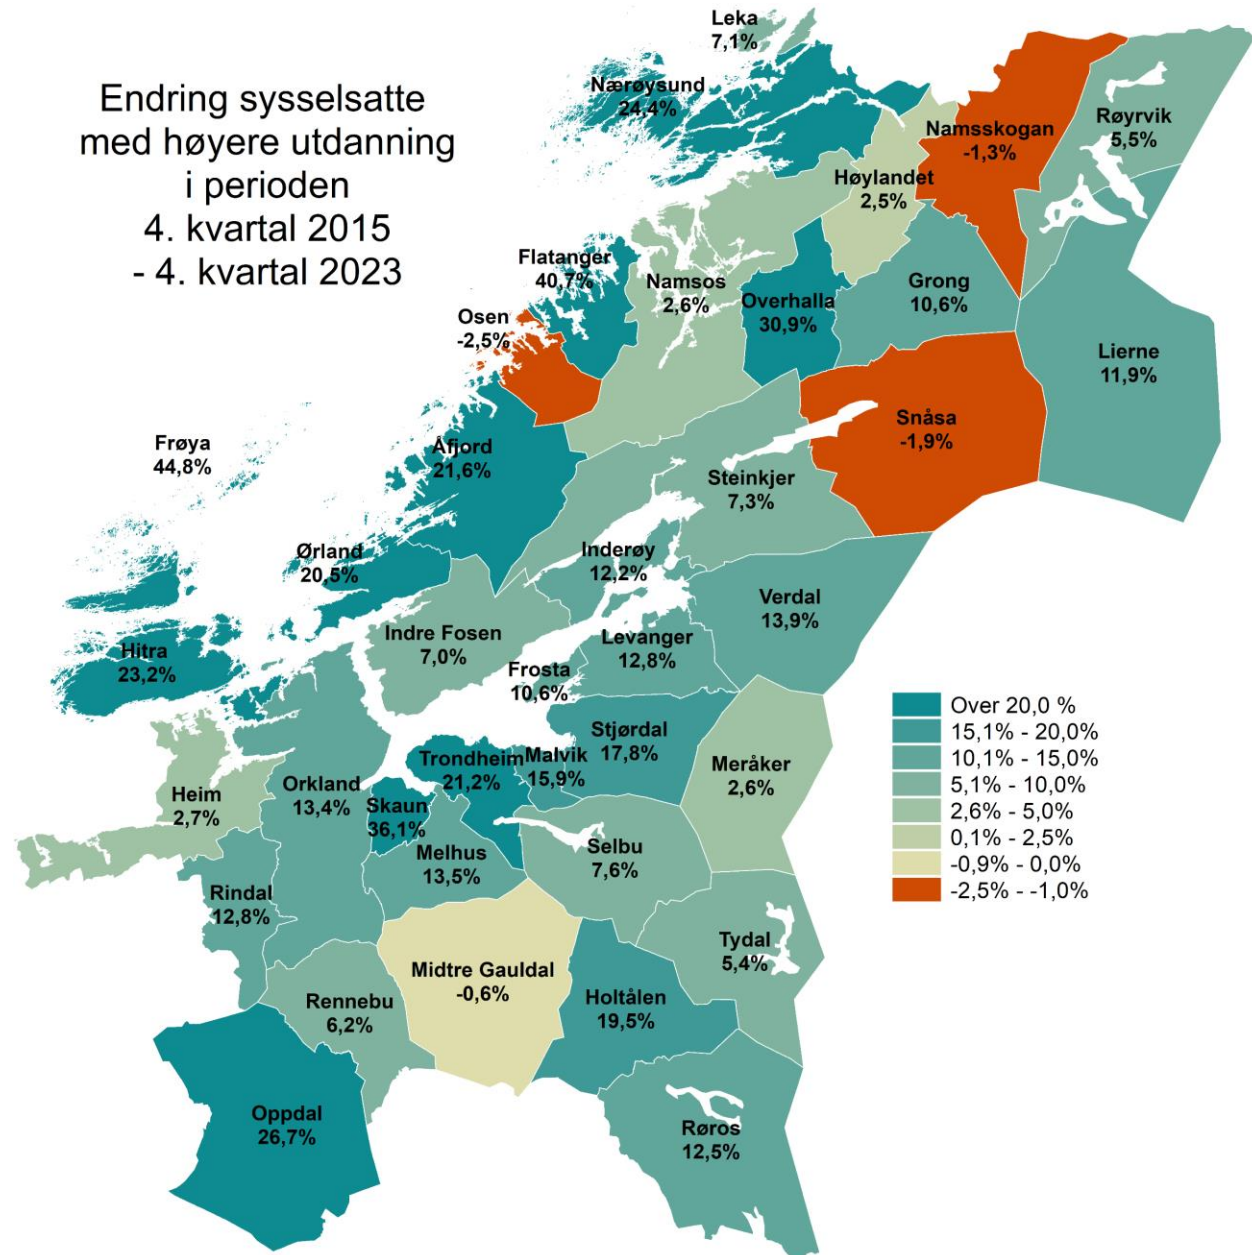 Endring sysselsatte
med høyere utdanning
i perioden
4. kvartal 2015
- 4. kvartal 2023
Leka
7,1%
Nærøysund
24,4%
Namsskogan
-1,3%
Røyrvik
5,5%
Høylandet
2,5%
Flatanger
40,7%
Namsos
2,6%
Overhalla
30,9%
Grong
10,6%
Osen
-2,5%
Lierne
11,9%
Snåsa
-1,9%
Frøya
44,8%
Åfjord
21,6%
Steinkjer
7,3%
Ørland
20,5%
Inderøy
12,2%
Verdal
13,9%
Hitra
23,2%
Indre Fosen
7,0%
Levanger
12,8%
Frosta
10,6%
Stjørdal
17,8%
Trondheim
21,2%
Malvik
15,9%
Meråker
2,6%
Heim
2,7%
Orkland
13,4%
Skaun
36,1%
Melhus
13,5%
Selbu
7,6%
Rindal
12,8%
Tydal
5,4%
Midtre Gauldal
-0,6%
Holtålen
19,5%
Rennebu
6,2%
Oppdal
26,7%
Røros
12,5%
Over 20,0 %
15,1% - 20,0%
10,1% - 15,0%
5,1% - 10,0%
2,6% - 5,0%
0,1% - 2,5%
-0,9% - 0,0%
-2,5% - -1,0%